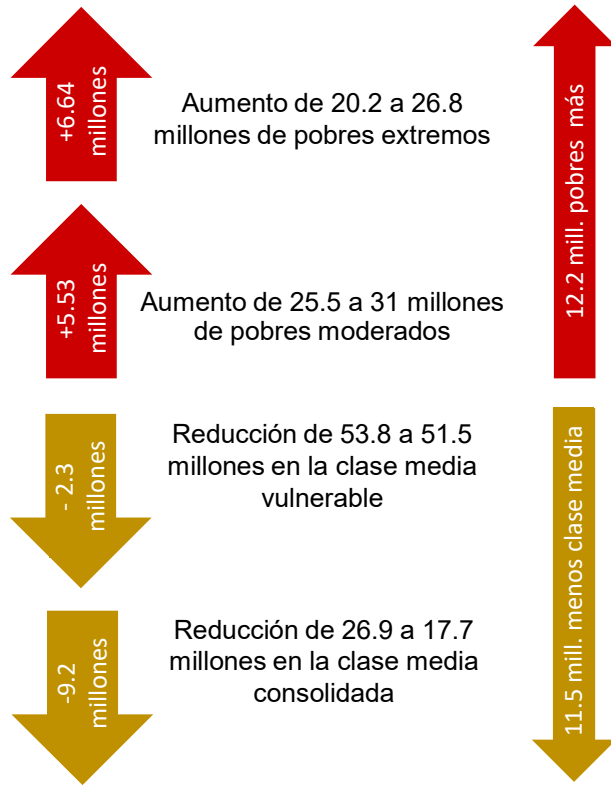 +6.64
millones
Aumento de 20.2 a 26.8
millones de pobres extremos
+5.53
millones
Aumento de 25.5 a 31 millones
de pobres moderados
12.2 mill. pobres más
- 2.3
millones
Reducción de 53.8 a 51.5
millones en la clase media
vulnerable
-9.2
millones
Reducción de 26.9 a 17.7
millones en la clase media
consolidada
11.5 mill. menos clase media